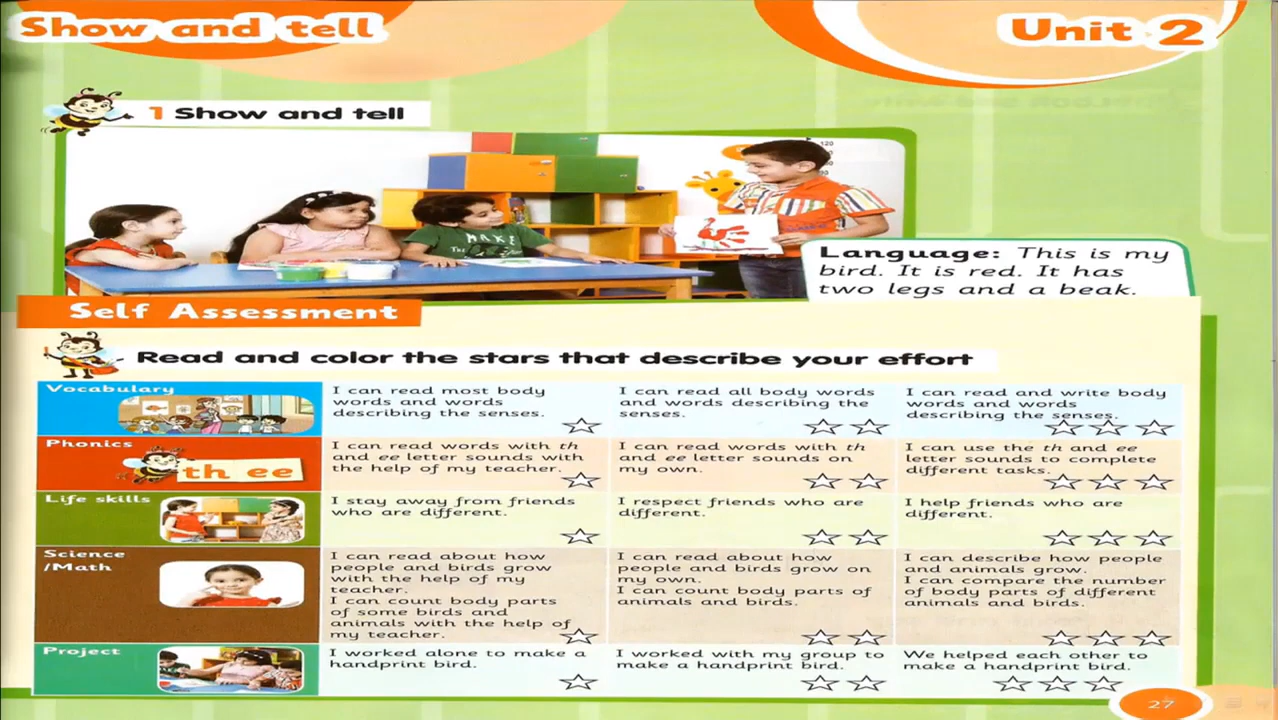 Show and tell
Unit 2
1 Show and tell
120
MAKE
The
Language: This is my
bird. It is red. It has
two legs and a beak.
Self Assessment
Read and color the stars that describe your effort
Vocabulary
I can read most body
words and words
describing the senses.
I can read all body words
and words describing the
senses.
I can read and write body
words and words
describing the senses.
Phonics
th ee
I can read words with th
and ee letter sounds with
the help of my teacher.
I can read words with th
and ee letter sounds on
my own.
I can use the th and ee
letter sounds to complete
different tasks.
Life skills
I stay away from friends
who are different.
I respect friends who are
different.
I help friends who are
different.
Science
/Math
I can read about how
people and birds grow
with the help of my
teacher.
I can count body parts
of some birds and
animals with the help of
my teacher.
I can read about how
people and birds grow on
my own.
I can count body parts of
animals and birds.
I can describe how people
and animals grow.
I can compare the number
of body parts of different
animals and birds.
Project
I worked alone to make a
handprint bird.
I worked with my group to
make a handprint bird.
We helped each other to
make a handprint bird.
27